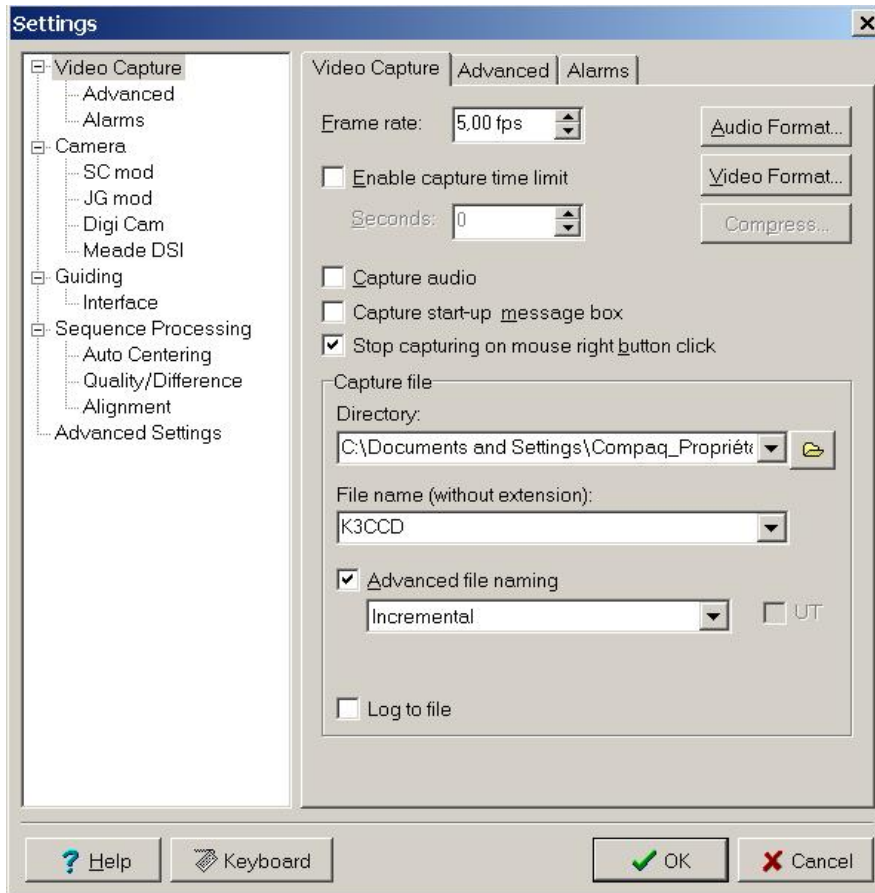 Settings
Video Capture
Advanced
Alarms
Camera
SC mod
JG mod
Digi Cam
Meade DSI
Guiding
Interface
Sequence Processing
Auto Centering
Quality/Difference
Alignment
Advanced Settings
Video Capture Advanced Alarms
Frame rate: 5,00 fps Audio Format...
Enable capture time limit Video Format...
Seconds: 0 Compress...
Capture audio
Capture start-up message box
Stop capturing on mouse right button click
Capture file
Directory:
C:\Documents and Settings\Compaq_Propriéta
File name (without extension):
K3CCD
Advanced file naming
Incremental UT
Log to file
? Help Keyboard OK Cancel